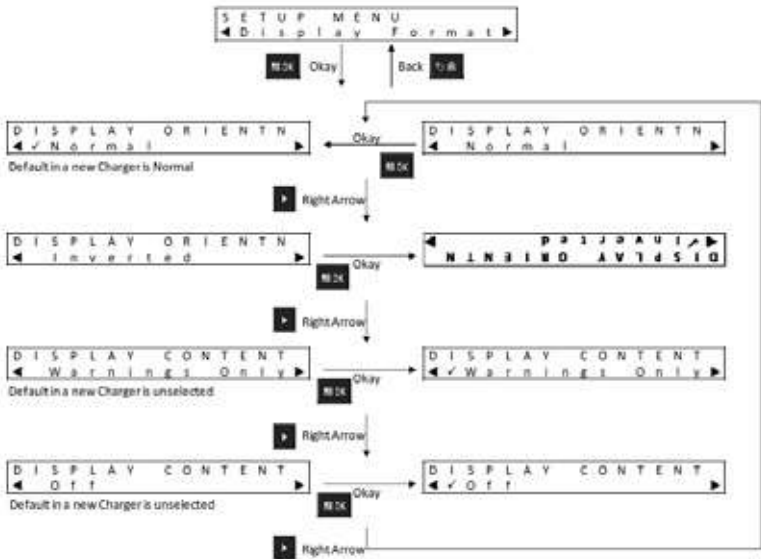 SETUP MENU
◀Display Format▶
Okay
Back
DISPLAY ORIENTN
◀✓Normal ▶
Default in a new Charger is Normal
Okay
DISPLAY ORIENTN
Normal ▶
Right Arrow
DISPLAY ORIENTN
◀ Inverted ▶
Okay
DISPLAY ORIENTN
✓Inverted
Right Arrow
DISPLAY CONTENT
◀ Warnings Only▶
Default in a new Charger is unselected
Okay
DISPLAY CONTENT
◀✓Warnings Only▶
Right Arrow
DISPLAY CONTENT
◀ Off ▶
Default in a new Charger is unselected
Okay
DISPLAY CONTENT
◀✓Off ▶
Right Arrow